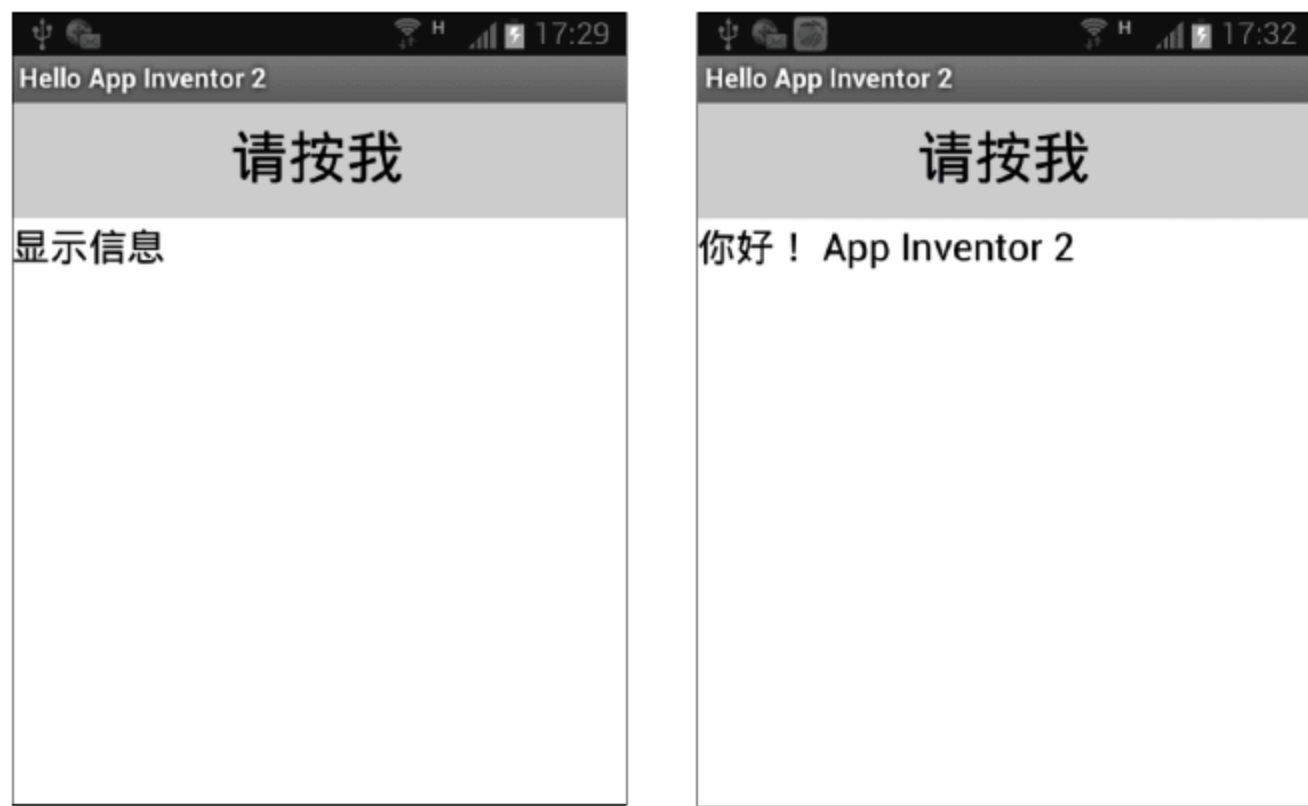 H 17:29
Hello App Inventor 2
请按我
显示信息
H 17:32
Hello App Inventor 2
请按我
你好！ App Inventor 2